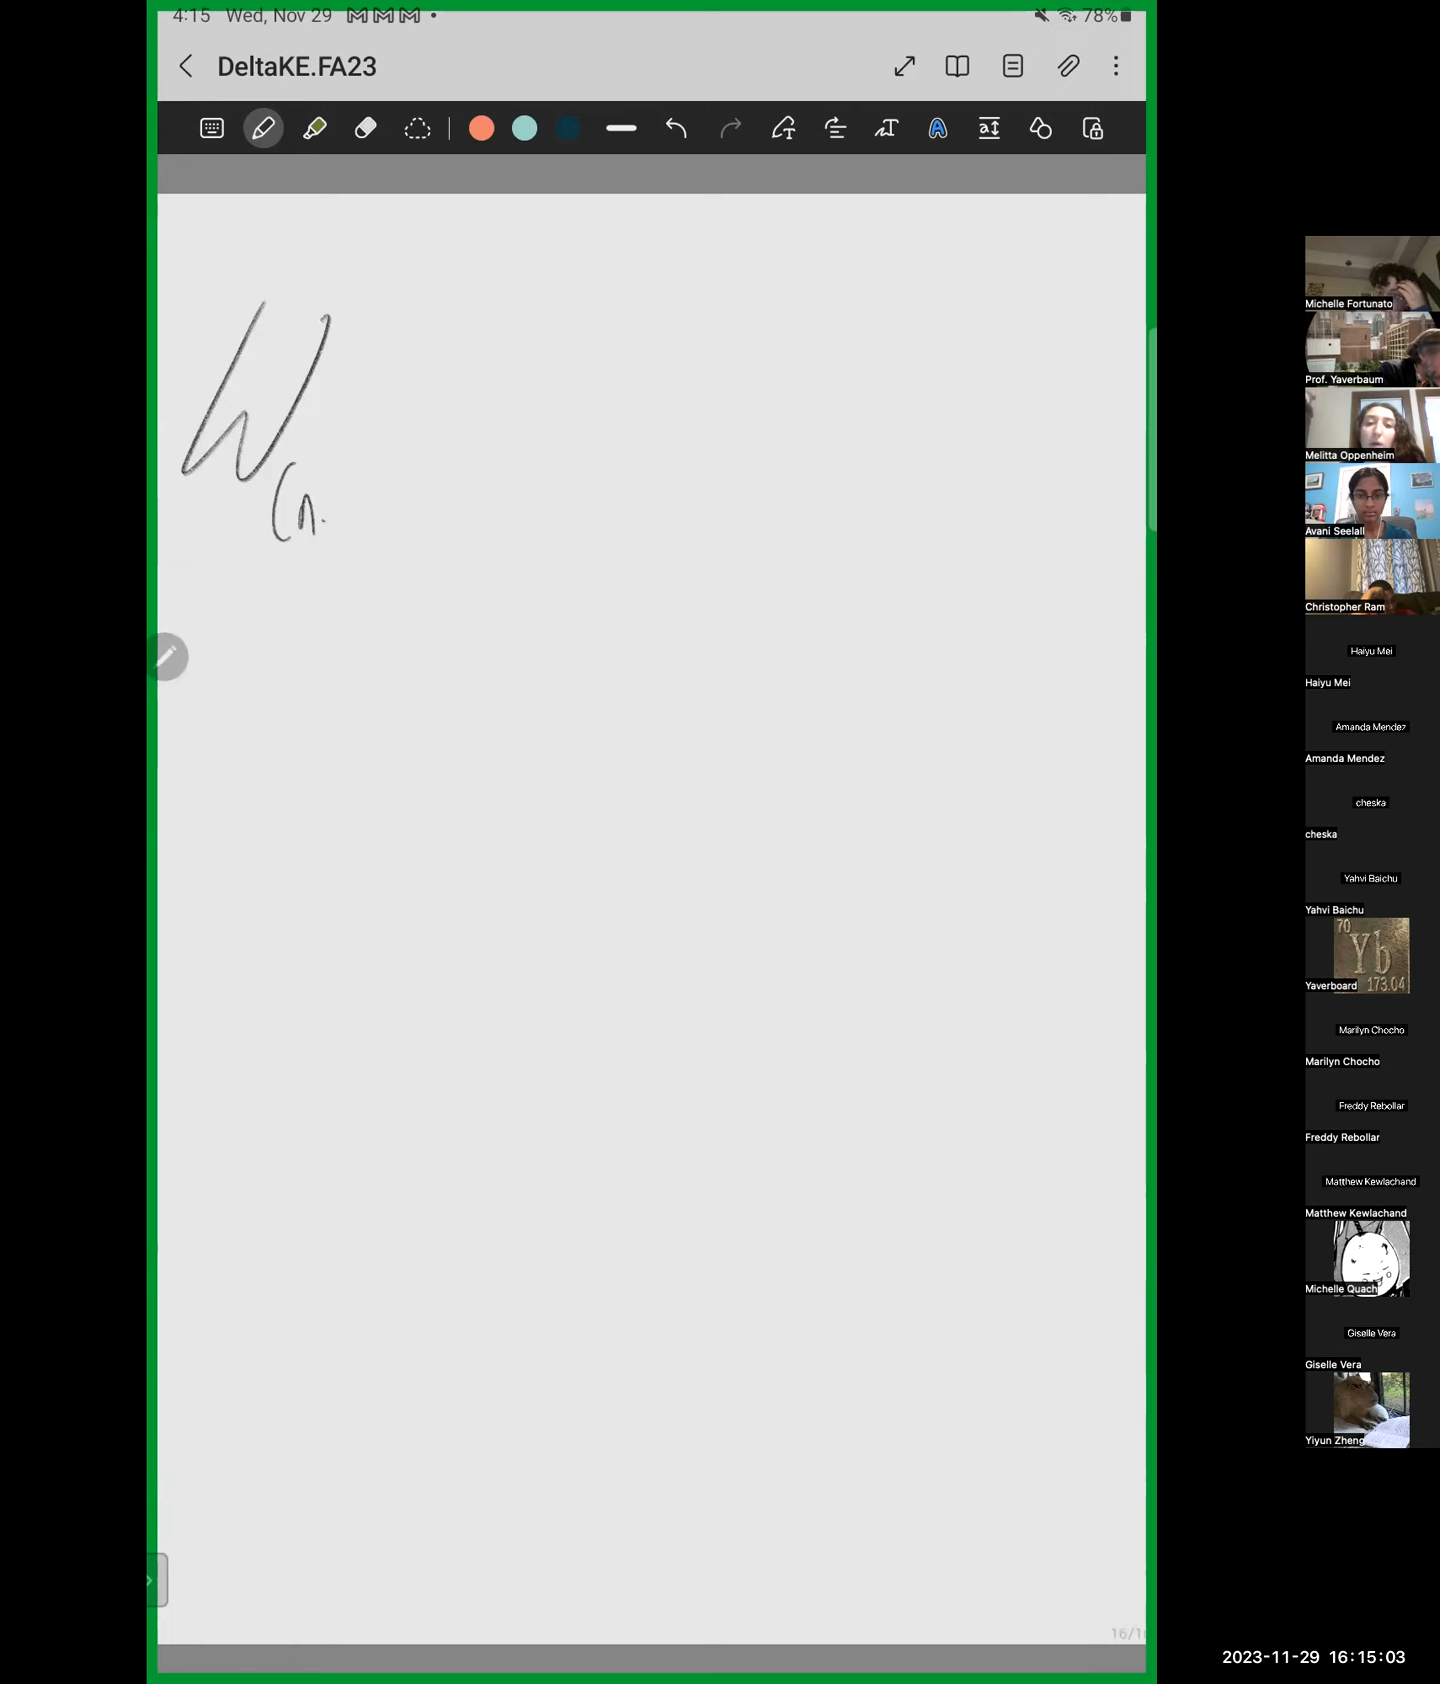 4:15 Wed, Nov 29
78%
DeltaKE.FA23
W
(n.
16/1
Michelle Fortunato
Prof. Yaverbaum
Melitta Oppenheim
Avani Seelall
Christopher Ram
Haiyu Mei
Haiyu Mei
Amanda Mendez
Amanda Mendez
cheska
cheska
Yahvi Baichu
Yahvi Baichu
70
Yb
173.04
Yaverboard
Marilyn Chocho
Marilyn Chocho
Freddy Rebollar
Freddy Rebollar
Matthew Kewlachand
Matthew Kewlachand
Michelle Quach
Giselle Vera
Giselle Vera
Yiyun Zheng
2023-11-29 16:15:03